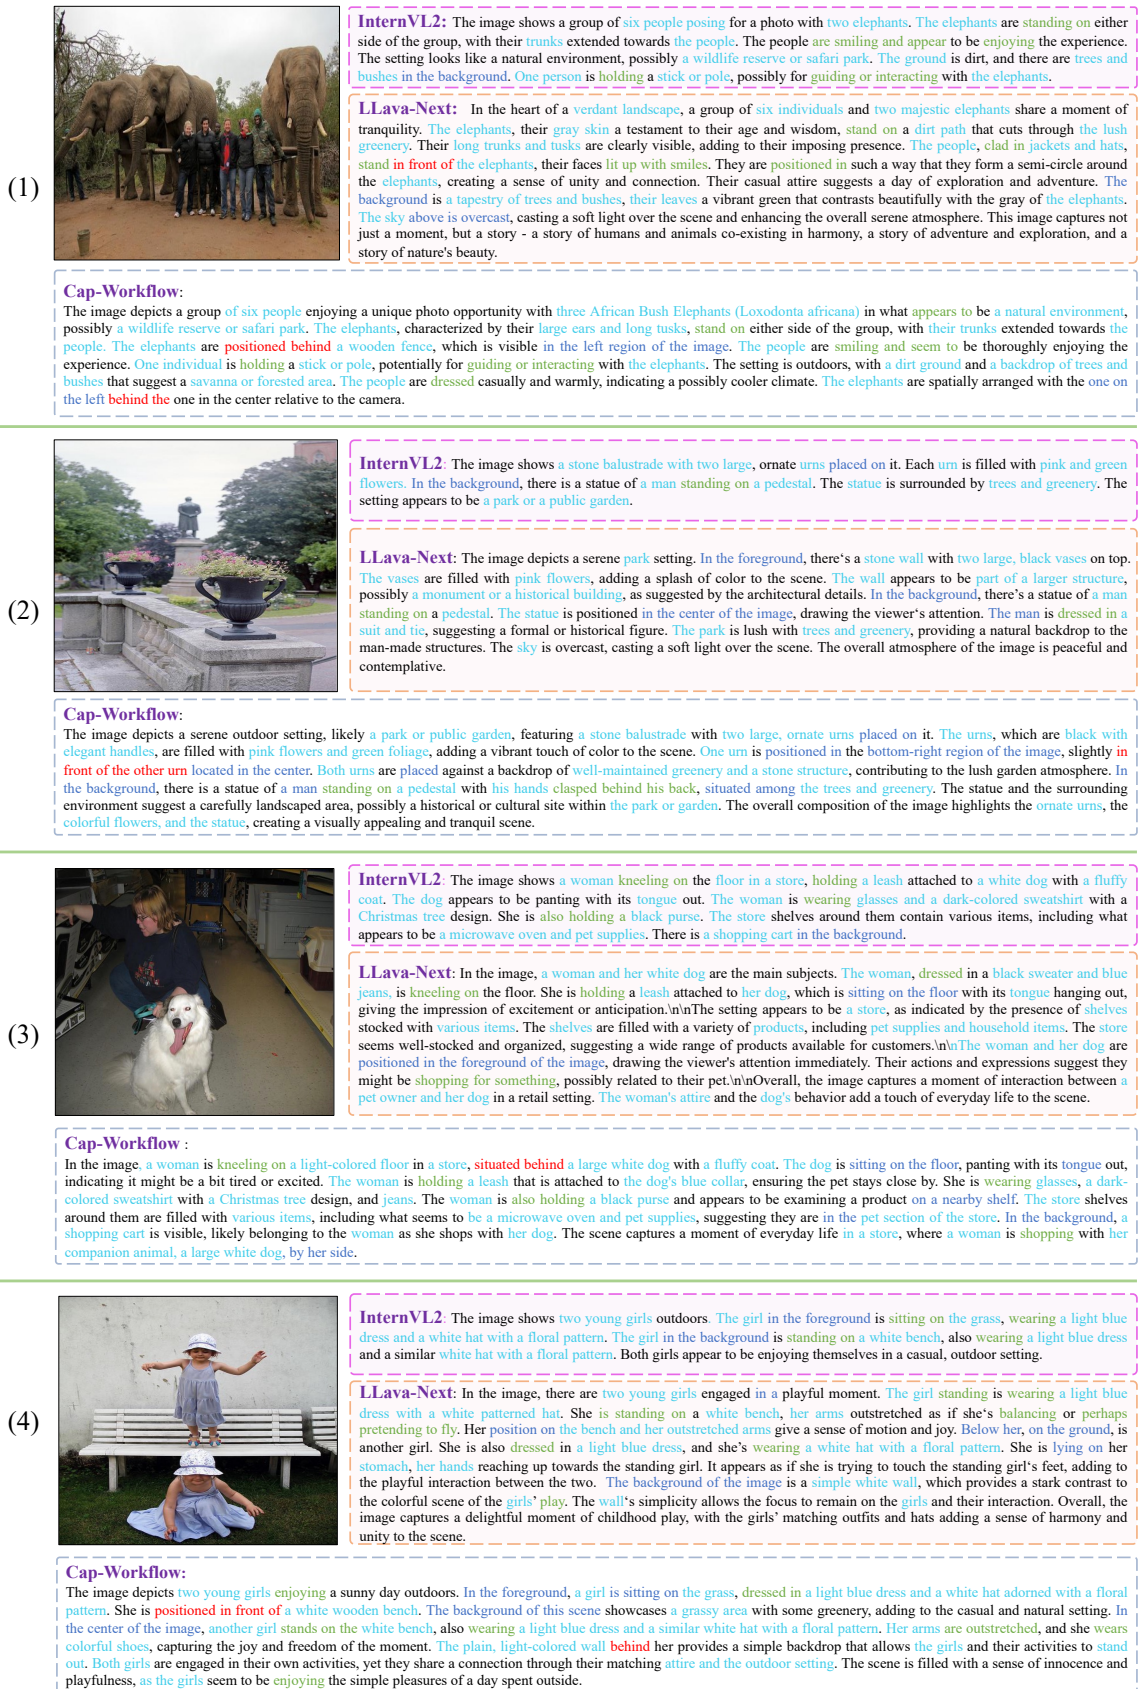 (1)
InternVL2: The image shows a group of six people posing for a photo with two elephants. The elephants are standing on either
side of the group, with their trunks extended towards the people. The people are smiling and appear to be enjoying the experience.
The setting looks like a natural environment, possibly a wildlife reserve or safari park. The ground is dirt, and there are trees and
bushes in the background. One person is holding a stick or pole, possibly for guiding or interacting with the elephants.
LLava-Next: In the heart of a verdant landscape, a group of six individuals and two majestic elephants share a moment of
tranquility. The elephants, their gray skin a testament to their age and wisdom, stand on a dirt path that cuts through the lush
greenery. Their long trunks and tusks are clearly visible, adding to their imposing presence. The people, clad in jackets and hats,
stand in front of the elephants, their faces lit up with smiles. They are positioned in such a way that they form a semi-circle around
the elephants, creating a sense of unity and connection. Their casual attire suggests a day of exploration and adventure. The
background is a tapestry of trees and bushes, their leaves a vibrant green that contrasts beautifully with the gray of the elephants.
The sky above is overcast, casting a soft light over the scene and enhancing the overall serene atmosphere. This image captures not
just a moment, but a story - a story of humans and animals co-existing in harmony, a story of adventure and exploration, and a
story of nature's beauty.
Cap-Workflow:
The image depicts a group of six people enjoying a unique photo opportunity with three African Bush Elephants (Loxodonta africana) in what appears to be a natural environment,
possibly a wildlife reserve or safari park. The elephants, characterized by their large ears and long tusks, stand on either side of the group, with their trunks extended towards the
people. The elephants are positioned behind a wooden fence, which is visible in the left region of the image. The people are smiling and seem to be thoroughly enjoying the
experience. One individual is holding a stick or pole, potentially for guiding or interacting with the elephants. The setting is outdoors, with a dirt ground and a backdrop of trees and
bushes that suggest a savanna or forested area. The people are dressed casually and warmly, indicating a possibly cooler climate. The elephants are spatially arranged with the one on
the left behind the one in the center relative to the camera.
(2)
InternVL2: The image shows a stone balustrade with two large, ornate urns placed on it. Each urn is filled with pink and green
flowers. In the background, there is a statue of a man standing on a pedestal. The statue is surrounded by trees and greenery. The
setting appears to be a park or a public garden.
LLava-Next: The image depicts a serene park setting. In the foreground, there's a stone wall with two large, black vases on top.
The vases are filled with pink flowers, adding a splash of color to the scene. The wall appears to be part of a larger structure,
possibly a monument or a historical building, as suggested by the architectural details. In the background, there's a statue of a man
standing on a pedestal. The statue is positioned in the center of the image, drawing the viewer's attention. The man is dressed in a
suit and tie, suggesting a formal or historical figure. The park is lush with trees and greenery, providing a natural backdrop to the
man-made structures. The sky is overcast, casting a soft light over the scene. The overall atmosphere of the image is peaceful and
contemplative.
Cap-Workflow:
The image depicts a serene outdoor setting, likely a park or public garden, featuring a stone balustrade with two large, ornate urns placed on it. The urns, which are black with
elegant handles, are filled with pink flowers and green foliage, adding a vibrant touch of color to the scene. One urn is positioned in the bottom-right region of the image, slightly in
front of the other urn located in the center. Both urns are placed against a backdrop of well-maintained greenery and a stone structure, contributing to the lush garden atmosphere. In
the background, there is a statue of a man standing on a pedestal with his hands clasped behind his back, situated among the trees and greenery. The statue and the surrounding
environment suggest a carefully landscaped area, possibly a historical or cultural site within the park or garden. The overall composition of the image highlights the ornate urns, the
colorful flowers, and the statue, creating a visually appealing and tranquil scene.
(3)
InternVL2: The image shows a woman kneeling on the floor in a store, holding a leash attached to a white dog with a fluffy
coat. The dog appears to be panting with its tongue out. The woman is wearing glasses and a dark-colored sweatshirt with a
Christmas tree design. She is also holding a black purse. The store shelves around them contain various items, including what
appears to be a microwave oven and pet supplies. There is a shopping cart in the background.
LLava-Next: In the image, a woman and her white dog are the main subjects. The woman, dressed in a black sweater and blue
jeans, is kneeling on the floor. She is holding a leash attached to her dog, which is sitting on the floor with its tongue hanging out,
giving the impression of excitement or anticipation.\n\nThe setting appears to be a store, as indicated by the presence of shelves
stocked with various items. The shelves are filled with a variety of products, including pet supplies and household items. The store
seems well-stocked and organized, suggesting a wide range of products available for customers.\n\nThe woman and her dog are
positioned in the foreground of the image, drawing the viewer's attention immediately. Their actions and expressions suggest they
might be shopping for something, possibly related to their pet.\n\nOverall, the image captures a moment of interaction between a
pet owner and her dog in a retail setting. The woman's attire and the dog's behavior add a touch of everyday life to the scene.
Cap-Workflow :
In the image, a woman is kneeling on a light-colored floor in a store, situated behind a large white dog with a fluffy coat. The dog is sitting on the floor, panting with its tongue out,
indicating it might be a bit tired or excited. The woman is holding a leash that is attached to the dog's blue collar, ensuring the pet stays close by. She is wearing glasses, a dark-
colored sweatshirt with a Christmas tree design, and jeans. The woman is also holding a black purse and appears to be examining a product on a nearby shelf. The store shelves
around them are filled with various items, including what seems to be a microwave oven and pet supplies, suggesting they are in the pet section of the store. In the background, a
shopping cart is visible, likely belonging to the woman as she shops with her dog. The scene captures a moment of everyday life in a store, where a woman is shopping with her
companion animal, a large white dog, by her side.
(4)
InternVL2: The image shows two young girls outdoors. The girl in the foreground is sitting on the grass, wearing a light blue
dress and a white hat with a floral pattern. The girl in the background is standing on a white bench, also wearing a light blue dress
and a similar white hat with a floral pattern. Both girls appear to be enjoying themselves in a casual, outdoor setting.
LLava-Next: In the image, there are two young girls engaged in a playful moment. The girl standing is wearing a light blue
dress with a white patterned hat. She is standing on a white bench, her arms outstretched as if she's balancing or perhaps
pretending to fly. Her position on the bench and her outstretched arms give a sense of motion and joy. Below her, on the ground, is
another girl. She is also dressed in a light blue dress, and she's wearing a white hat with a floral pattern. She is lying on her
stomach, her hands reaching up towards the standing girl. It appears as if she is trying to touch the standing girl's feet, adding to
the playful interaction between the two. The background of the image is a simple white wall, which provides a stark contrast to
the colorful scene of the girls' play. The wall's simplicity allows the focus to remain on the girls and their interaction. Overall, the
image captures a delightful moment of childhood play, with the girls' matching outfits and hats adding a sense of harmony and
unity to the scene.
Cap-Workflow:
The image depicts two young girls enjoying a sunny day outdoors. In the foreground, a girl is sitting on the grass, dressed in a light blue dress and a white hat adorned with a floral
pattern. She is positioned in front of a white wooden bench. The background of this scene showcases a grassy area with some greenery, adding to the casual and natural setting. In
the center of the image, another girl stands on the white bench, also wearing a light blue dress and a similar white hat with a floral pattern. Her arms are outstretched, and she wears
colorful shoes, capturing the joy and freedom of the moment. The plain, light-colored wall behind her provides a simple backdrop that allows the girls and their activities to stand
out. Both girls are engaged in their own activities, yet they share a connection through their matching attire and the outdoor setting. The scene is filled with a sense of innocence and
playfulness, as the girls seem to be enjoying the simple pleasures of a day spent outside.